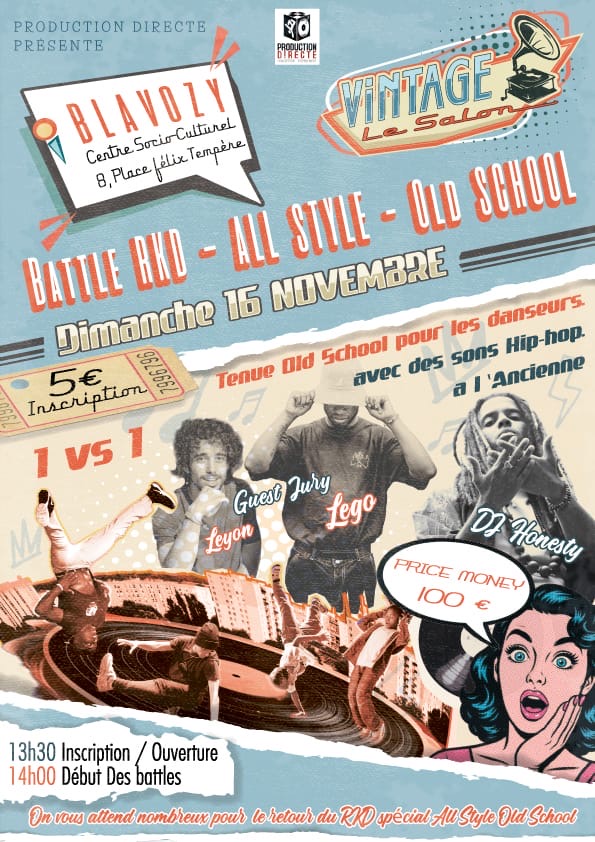 PRODUCTION DIRECTE
PRÉSENTE
PRODUCTION
DIRECTE
BLAVOZY
Centre Socio-Culturel
8, Place félix Tempère
VINTAGE
Le Salon
BATTLE RKD - ALL STYLE - OLD SCHOOL
Dimanche 16 NOVEMBRE
Tenue Old School pour les danseurs.
avec des sons Hip-hop.
à l 'Ancienne
5€
Inscription
1 vs 1
Guest Jury
Leyon
Lego
DJ Honesty
PRICE MONEY
100 €
13h30 Inscription / Ouverture
14h00 Début Des battles
On vous attend nombreux pour le retour du RKD spécial All Style Old School